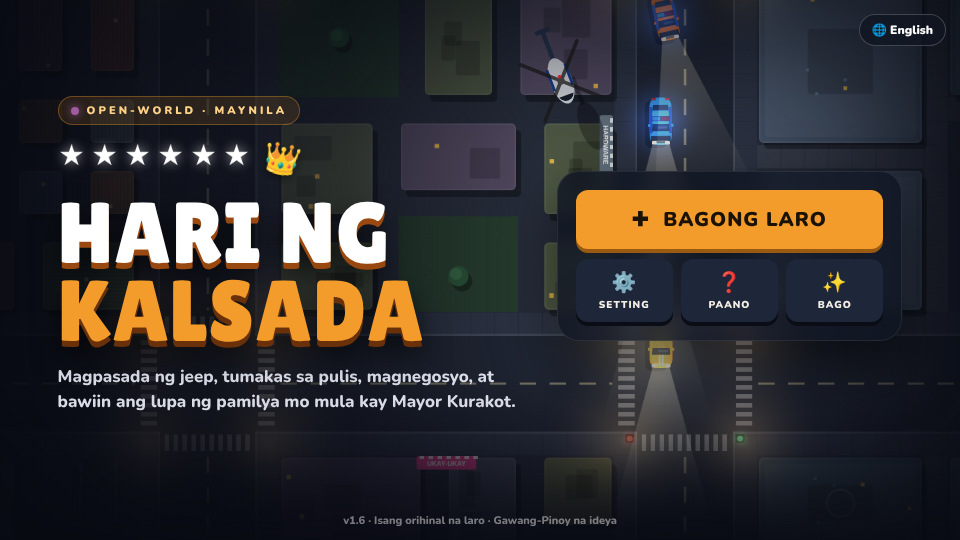 English
OPEN-WORLD · MAYNILA
HARI NG
KALSADA
Magpasada ng jeep, tumakas sa pulis, magnegosyo, at
bawiin ang lupa ng pamilya mo mula kay Mayor Kurakot.
HARDWARE
BAGONG LARO
SETTING
PAANO
BAGO
UKAY-UKAY
v1.6 · Isang orihinal na laro · Gawang-Pinoy na ideya